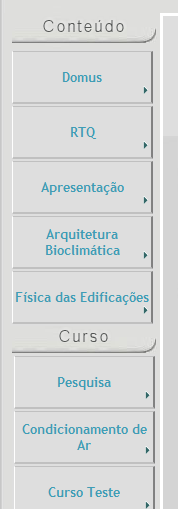 Conteúdo
Domus
RTQ
Apresentação
Arquitetura
Bioclimática
Física das Edificações
Curso
Pesquisa
Condicionamento de
Ar
Curso Teste